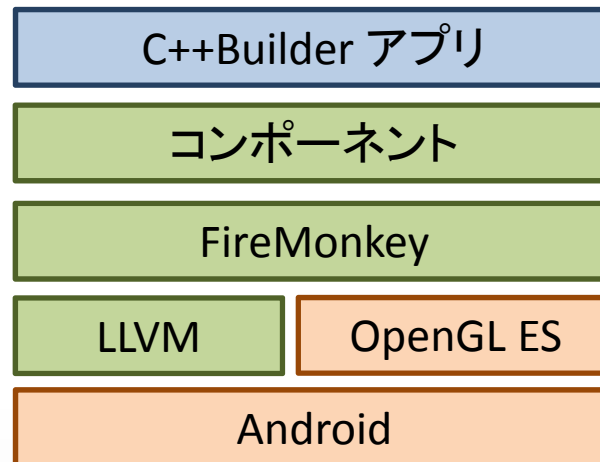 C++Builder アプリ
コンポーネント
FireMonkey
LLVM
OpenGL ES
Android